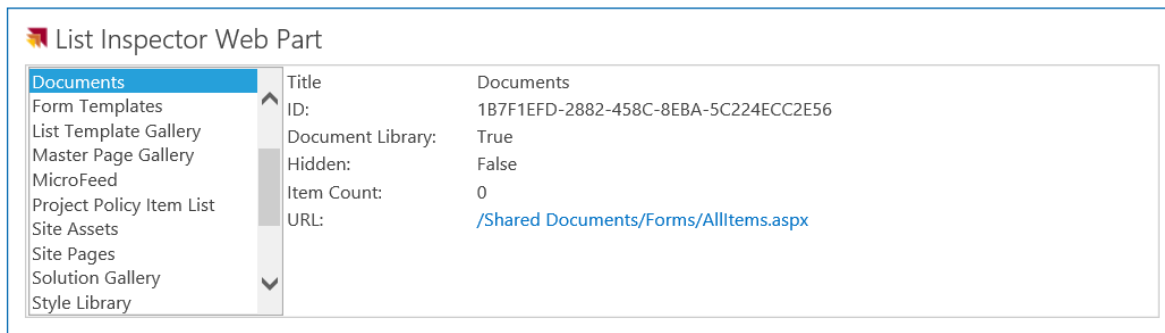 List Inspector Web Part
Documents
Form Templates
List Template Gallery
Master Page Gallery
MicroFeed
Project Policy Item List
Site Assets
Site Pages
Solution Gallery
Style Library
Title Documents
ID: 1B7F1EFD-2882-458C-8EBA-5C224ECC2E56
Document Library: True
Hidden: False
Item Count: 0
URL: /Shared Documents/Forms/AllItems.aspx